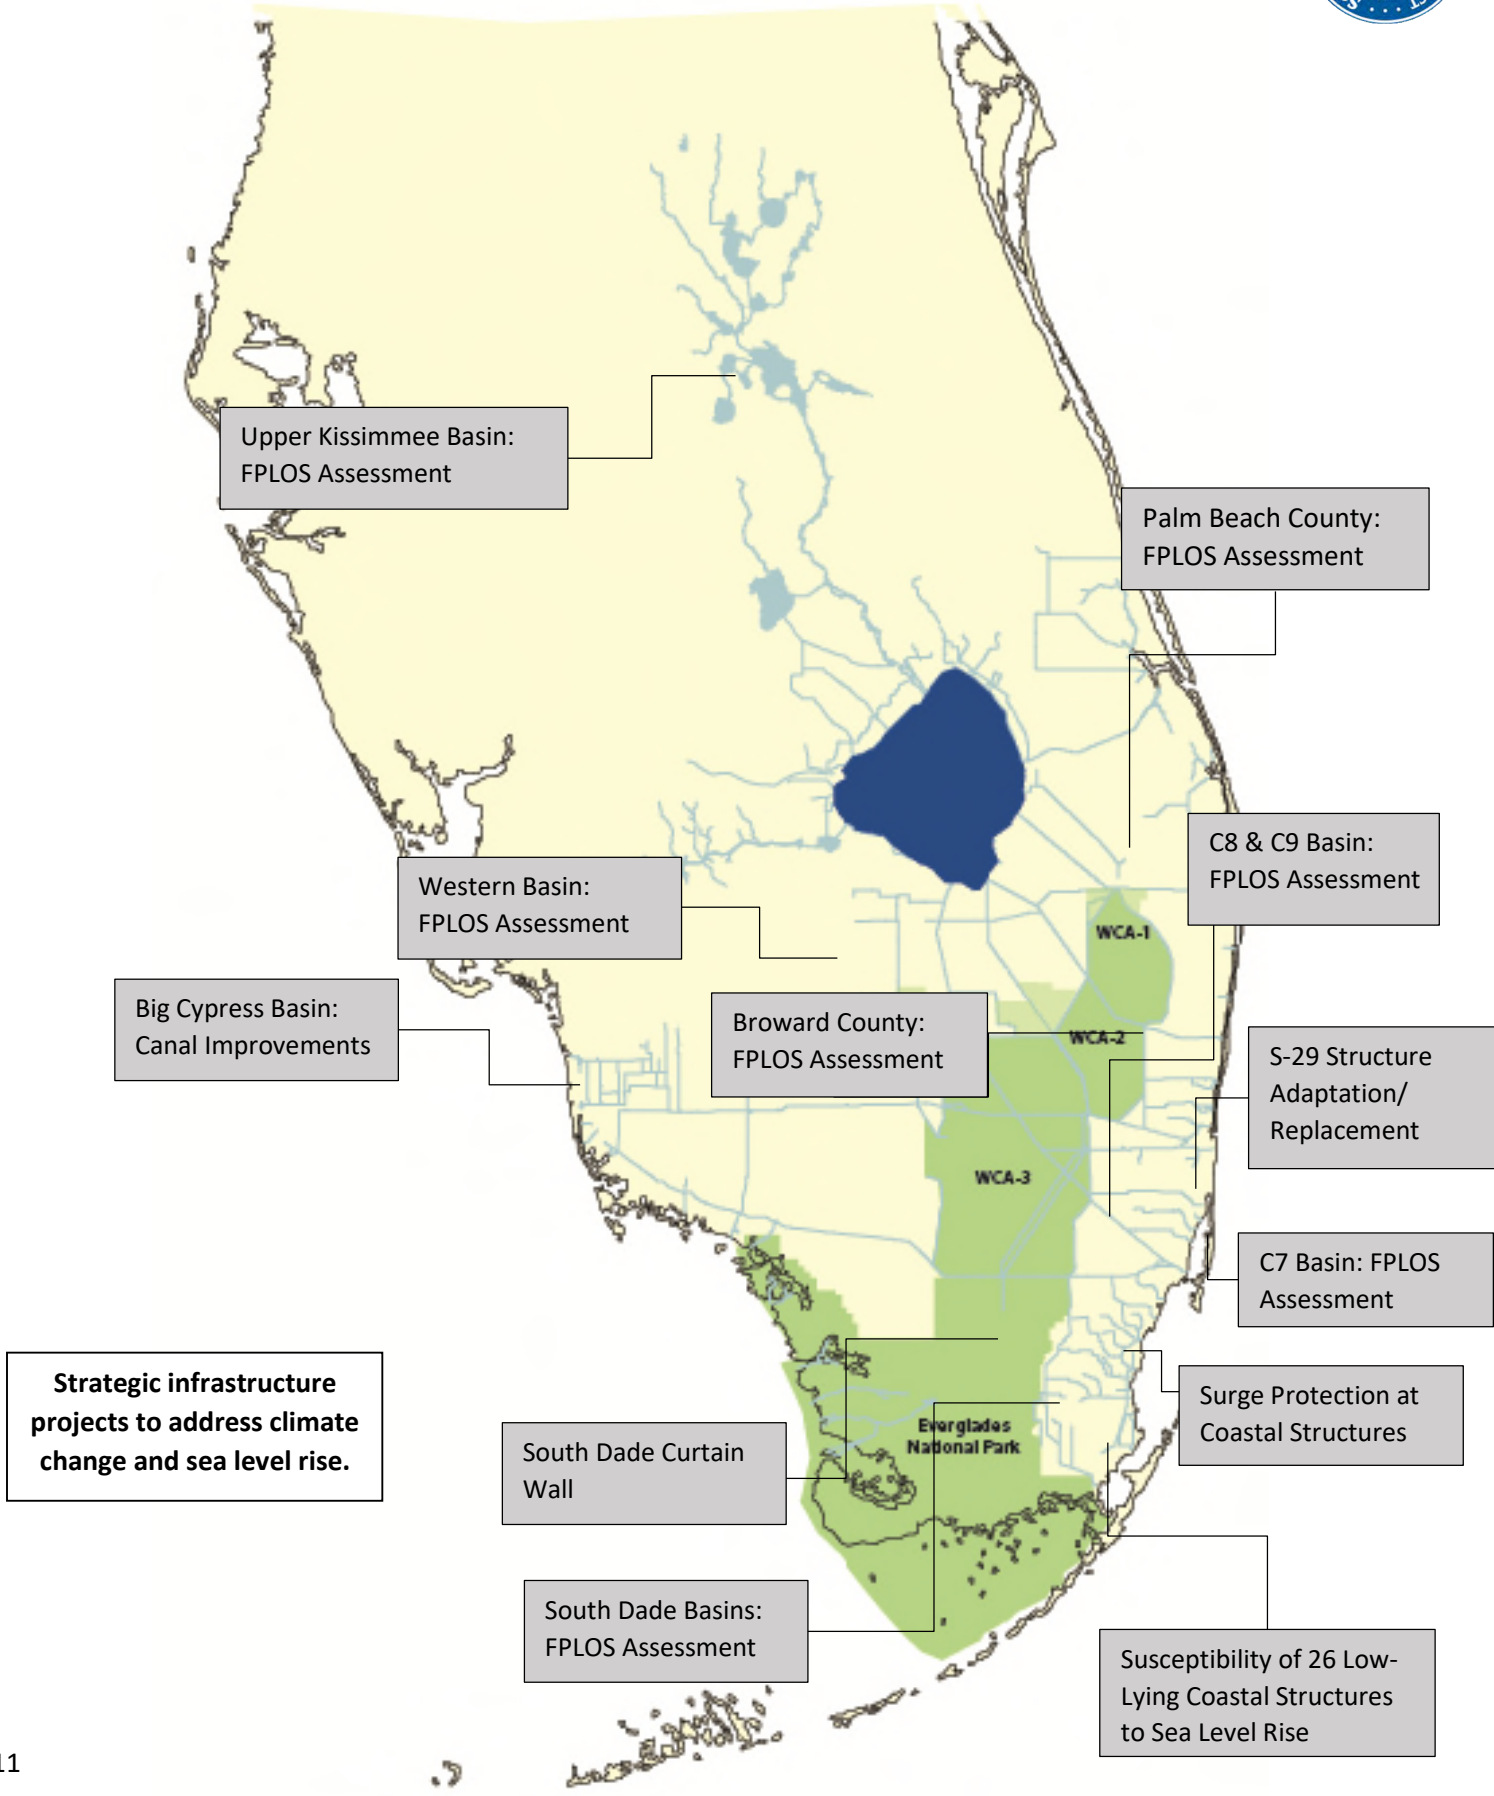 Upper Kissimmee Basin:
FPLOS Assessment
Palm Beach County:
FPLOS Assessment
C8 & C9 Basin:
FPLOS Assessment
Western Basin:
FPLOS Assessment
WCA-1
Big Cypress Basin:
Canal Improvements
Broward County:
FPLOS Assessment
WCA-2
S-29 Structure
Adaptation/
Replacement
WCA-3
C7 Basin: FPLOS
Assessment
Strategic infrastructure
projects to address climate
change and sea level rise.
Surge Protection at
Coastal Structures
Everglades
National Park
South Dade Curtain
Wall
South Dade Basins:
FPLOS Assessment
Susceptibility of 26 Low-
Lying Coastal Structures
to Sea Level Rise
11